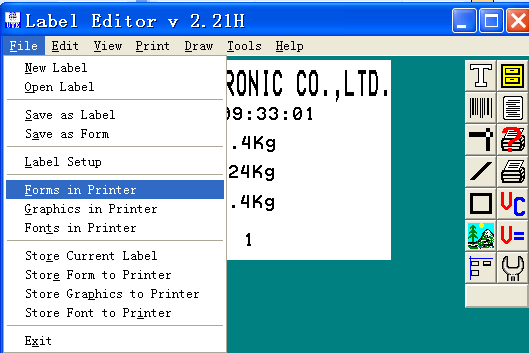 Label Editor v 2.21H
File Edit View Print Draw Tools Help
New Label
Open Label
Save as Label
Save as Form
Label Setup
Forms in Printer
Graphics in Printer
Fonts in Printer
Store Current Label
Store Form to Printer
Store Graphics to Printer
Store Font to Printer
Exit
RONIC CO.,LTD.
09:33:01
.4Kg
24Kg
.4Kg
1
T
?
VC
V=